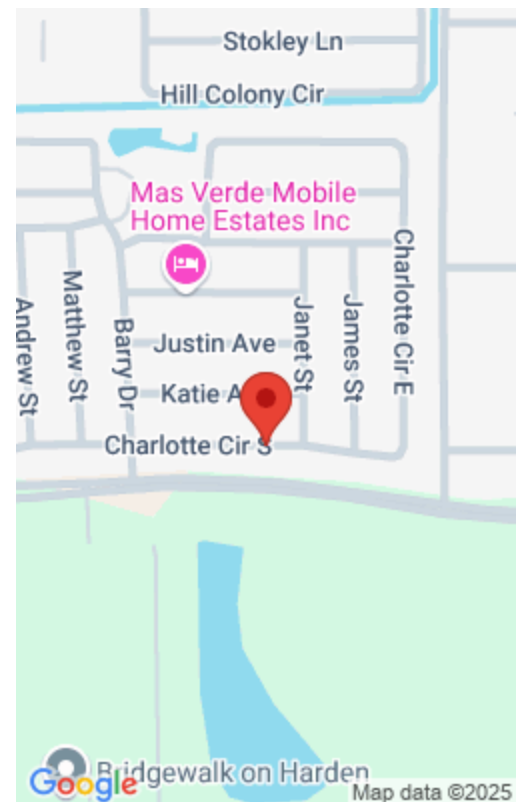 Stokley Ln
Hill Colony Cir
Mas Verde Mobile
Home Estates Inc
Charlotte Cir E
Andrew St
Matthew St
Barry Dr
Janet St
James St
Justin Ave
Katie A
Charlotte Cir S
Bridgewalk on Harden
Google
Map data ©2025